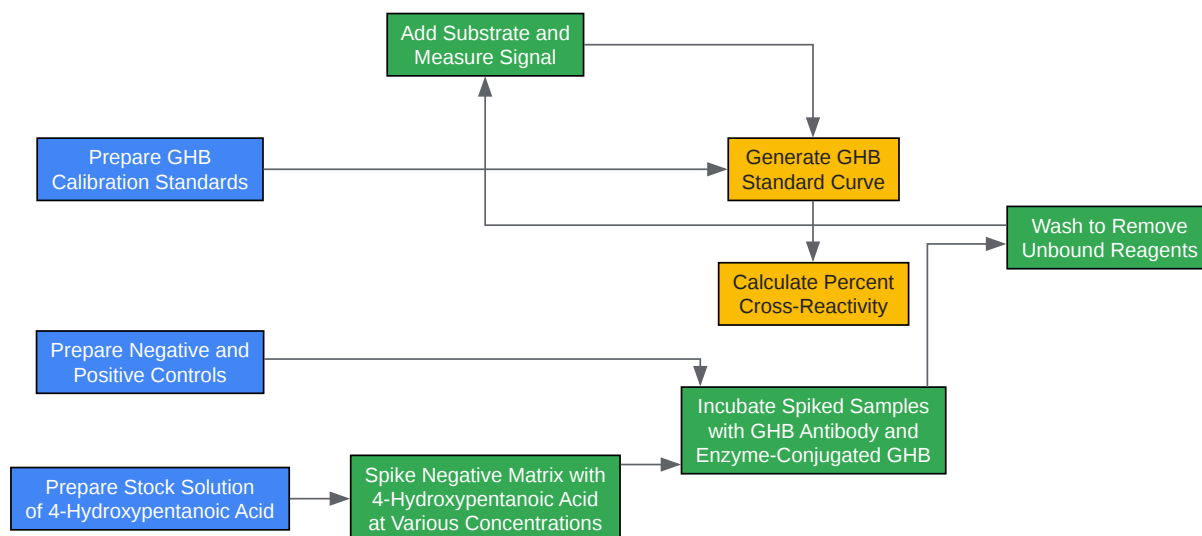 Add Substrate and
Measure Signal
Prepare GHB
Calibration Standards
Generate GHB
Standard Curve
Wash to Remove
Unbound Reagents
Calculate Percent
Cross-Reactivity
Prepare Negative and
Positive Controls
Incubate Spiked Samples
with GHB Antibody and
Enzyme-Conjugated GHB
Prepare Stock Solution
of 4-Hydroxypentanoic Acid
Spike Negative Matrix with
4-Hydroxypentanoic Acid
at Various Concentrations